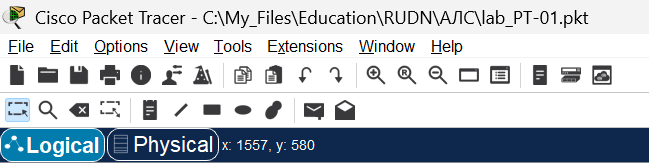 Cisco Packet Tracer - C:\My_Files\Education\RUDN\АЛС\lab_PT-01.pkt
File Edit Options View Tools Extensions Window Help
Logical Physical x: 1557, y: 580